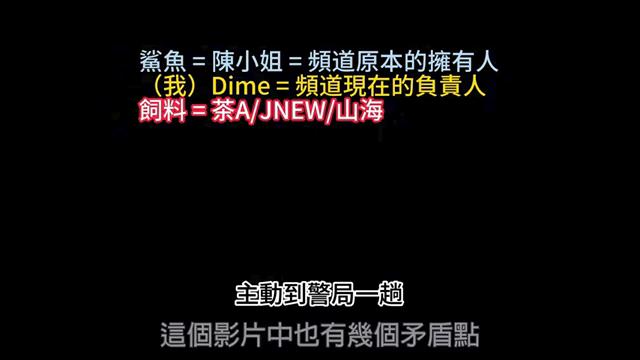 鯊魚 = 陳小姐 = 頻道原本的擁有人
（我）Dime = 頻道現在的負責人
飼料 = 茶A/JNEW/山海
主動到警局一趟
這個影片中也有幾個矛盾點